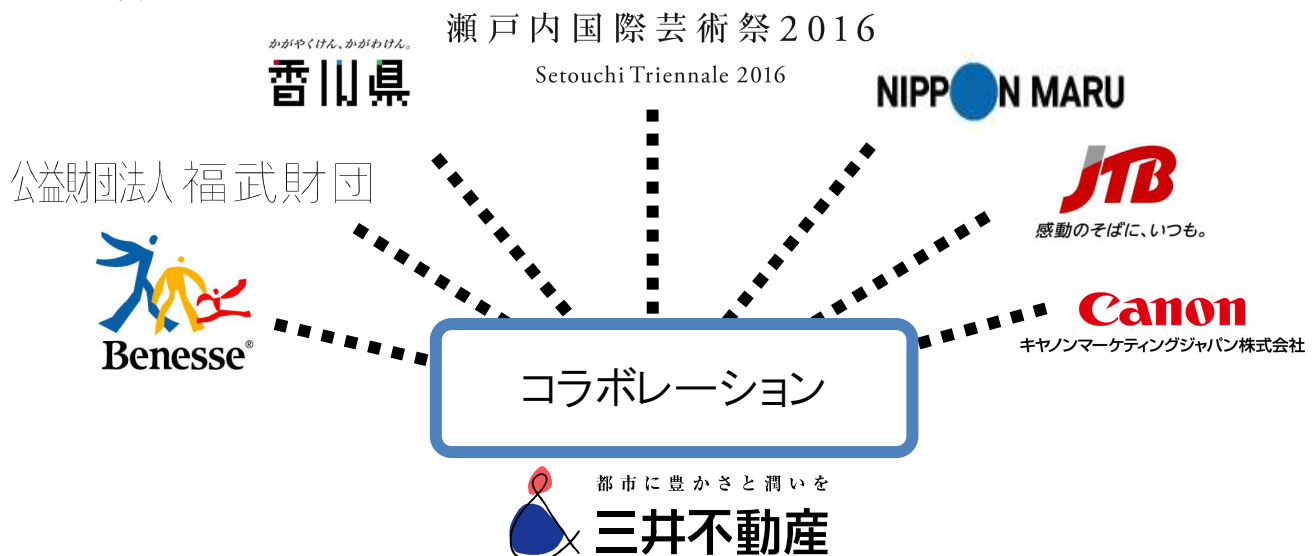 瀬戸内国際芸術祭2016
Setouchi Triennale 2016
かがやくけん、かがわけん。
香川県
NIPPON MARU
公益財団法人 福武財団
JTB
感動のそばに、いつも。
Benesse®
Canon
キヤノンマーケティングジャパン株式会社
コラボレーション
都市に豊かさと潤いを
三井不動産